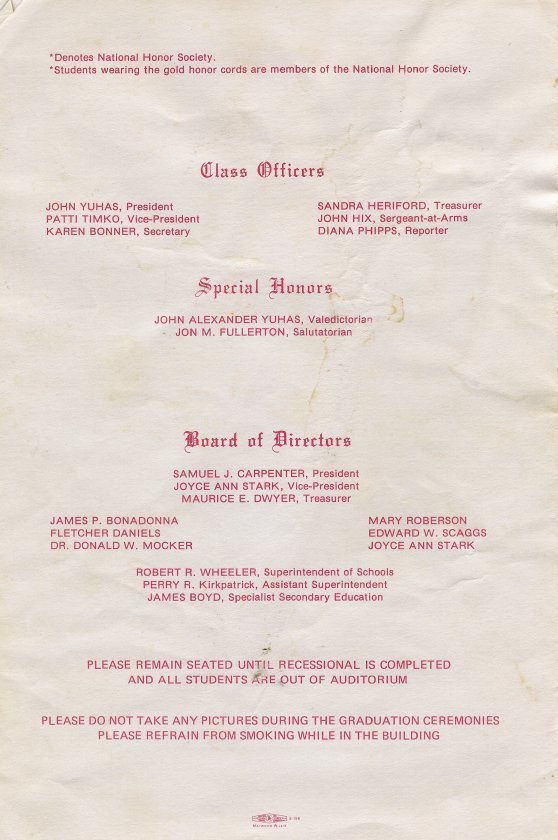 *Denotes National Honor Society.
*Students wearing the gold honor cords are members of the National Honor Society.
Class Officers
JOHN YUHAS, President
PATTI TIMKO, Vice-President
KAREN BONNER, Secretary
SANDRA HERIFORD, Treasurer
JOHN HIX, Sergeant-at-Arms
DIANA PHIPPS, Reporter
Special Honors
JOHN ALEXANDER YUHAS, Valedictorian
JON M. FULLERTON, Salutatorian
Board of Directors
SAMUEL J. CARPENTER, President
JOYCE ANN STARK, Vice-President
MAURICE E. DWYER, Treasurer
JAMES P. BONADONNA
FLETCHER DANIELS
DR. DONALD W. MOCKER
MARY ROBERSON
EDWARD W. SCAGGS
JOYCE ANN STARK
ROBERT R. WHEELER, Superintendent of Schools
PERRY R. Kirkpatrick, Assistant Superintendent
JAMES BOYD, Specialist Secondary Education
PLEASE REMAIN SEATED UNTIL RECESSIONAL IS COMPLETED
AND ALL STUDENTS ARE OUT OF AUDITORIUM
PLEASE DO NOT TAKE ANY PICTURES DURING THE GRADUATION CEREMONIES
PLEASE REFRAIN FROM SMOKING WHILE IN THE BUILDING